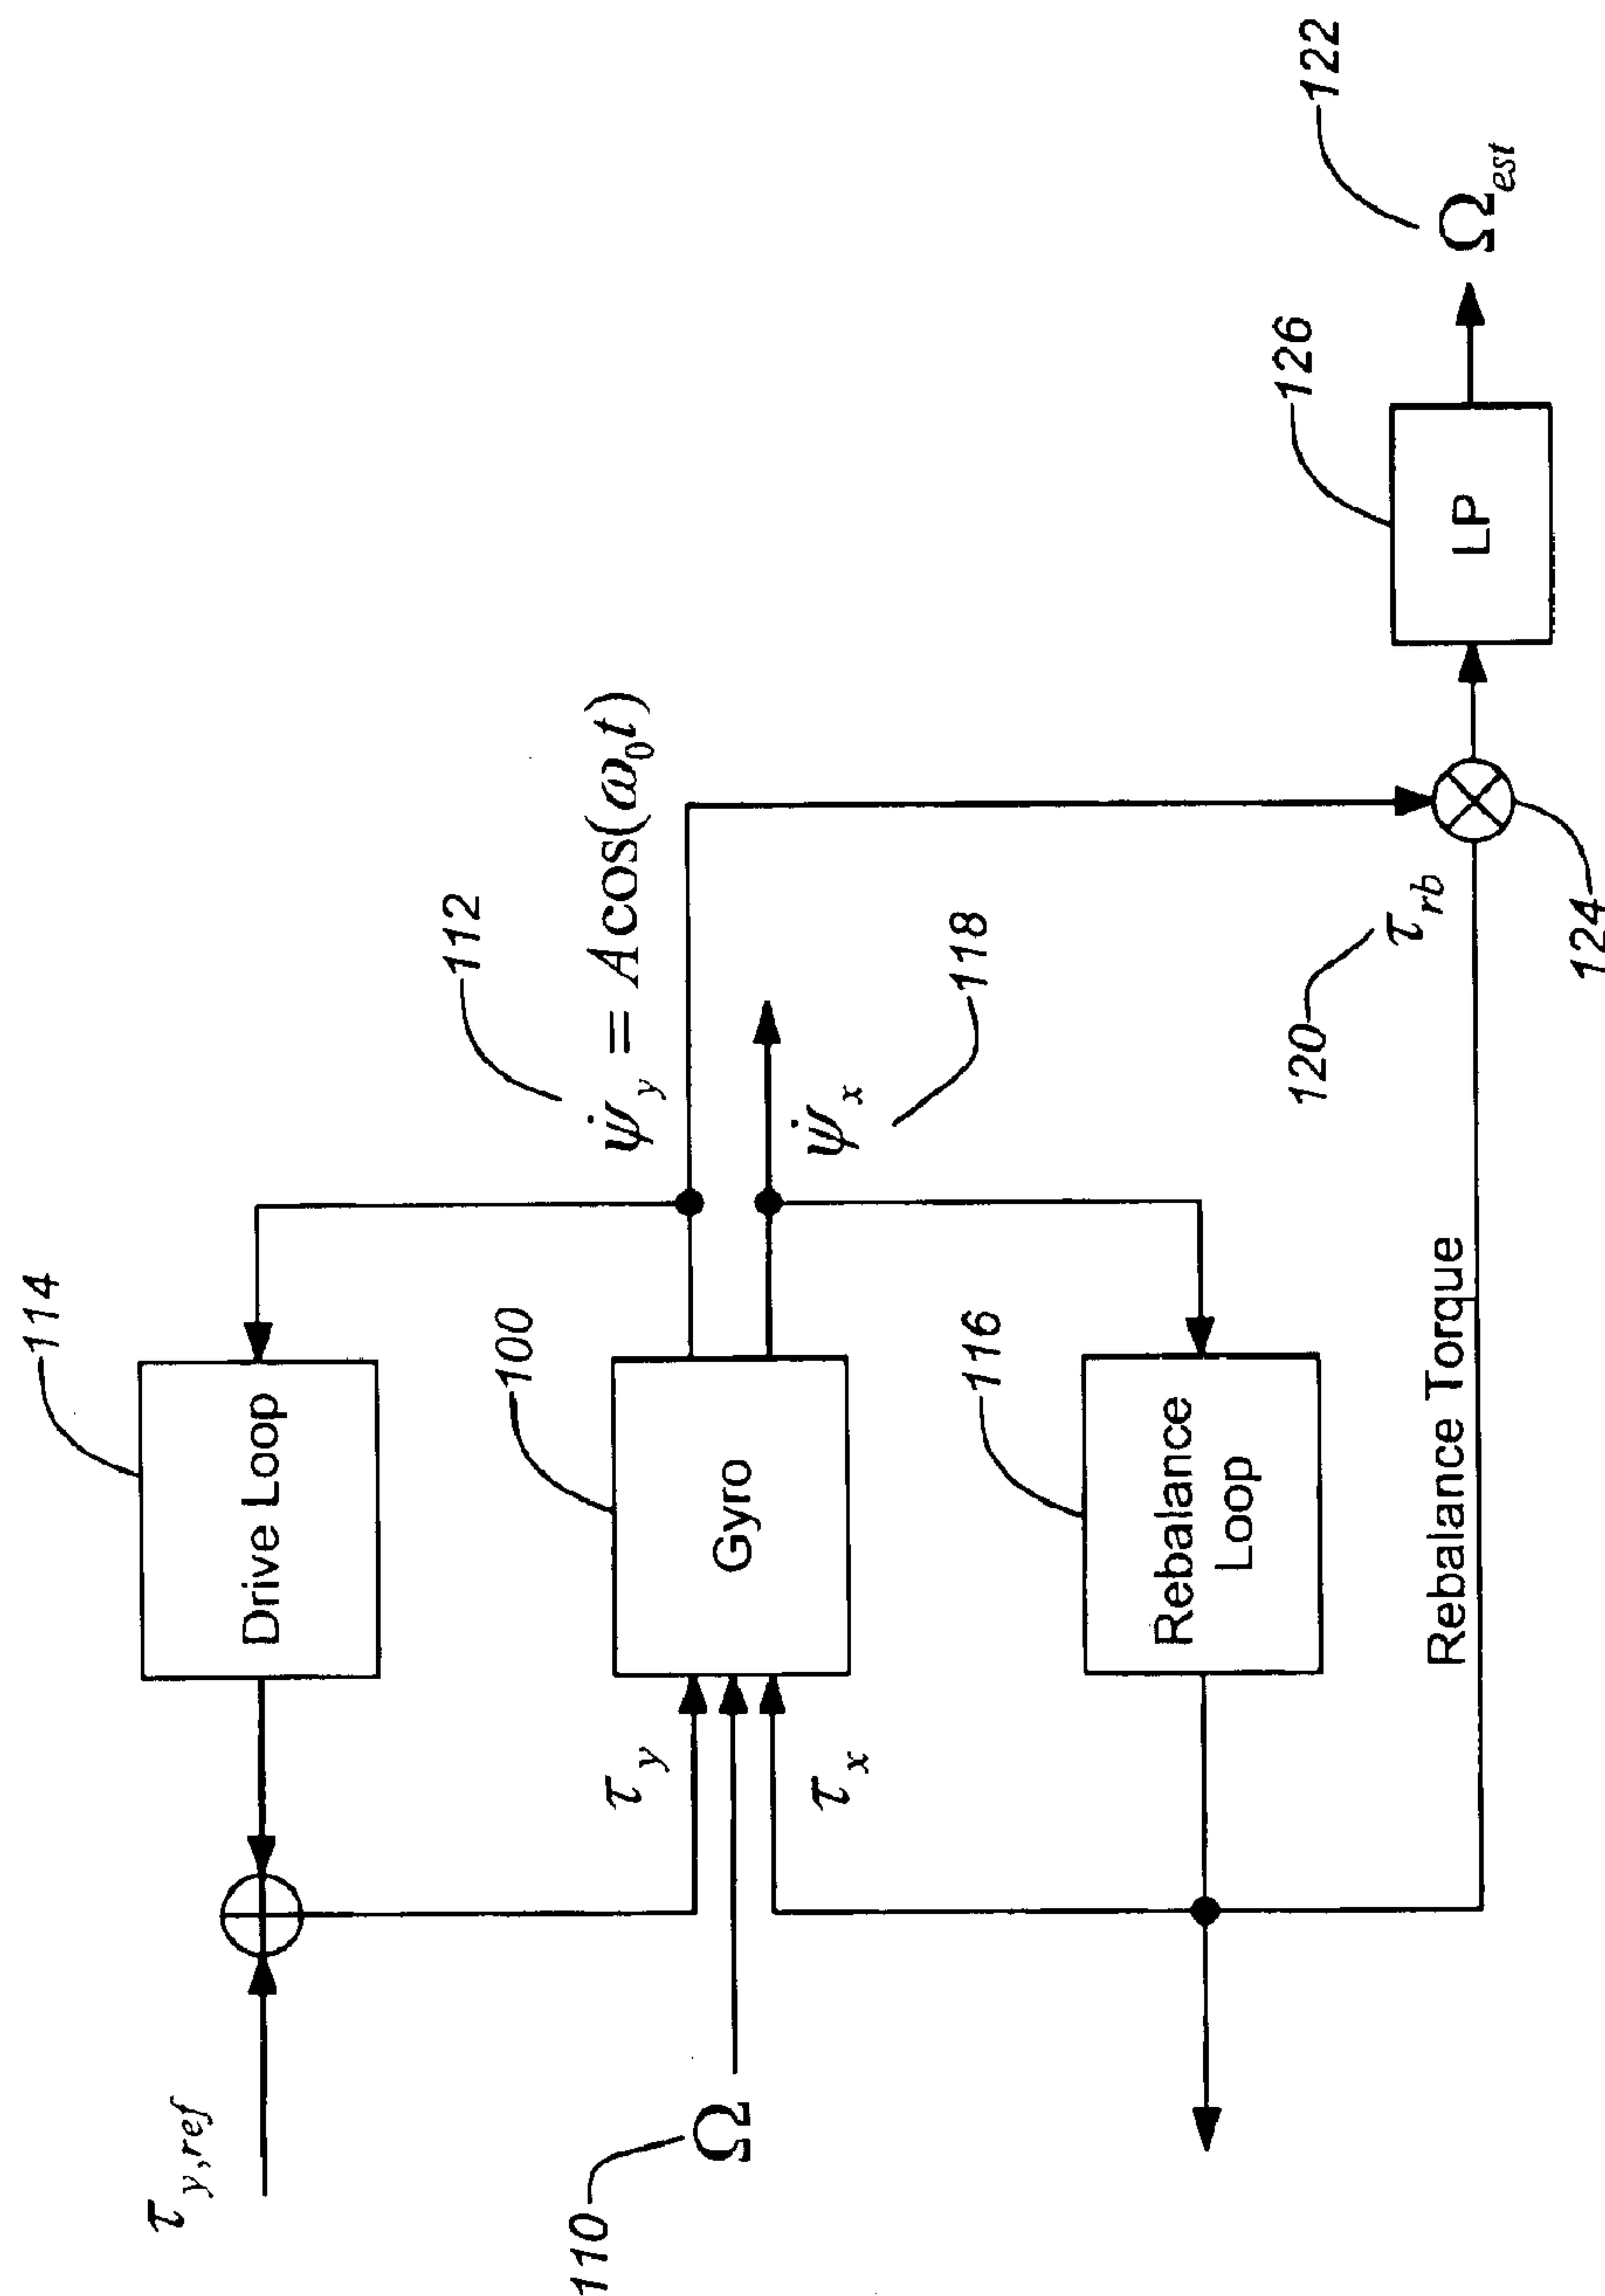 114
Drive Loop
τ_{y,ref}
112
ψ̇_y = A cos(ω_0 t)
100
Gyro
τ_y
110
Ω
τ_x
ψ̇_x
118
116
Rebalance
Loop
120
τ_{rb}
Rebalance Torque
124
126
LP
122
Ω_{est}